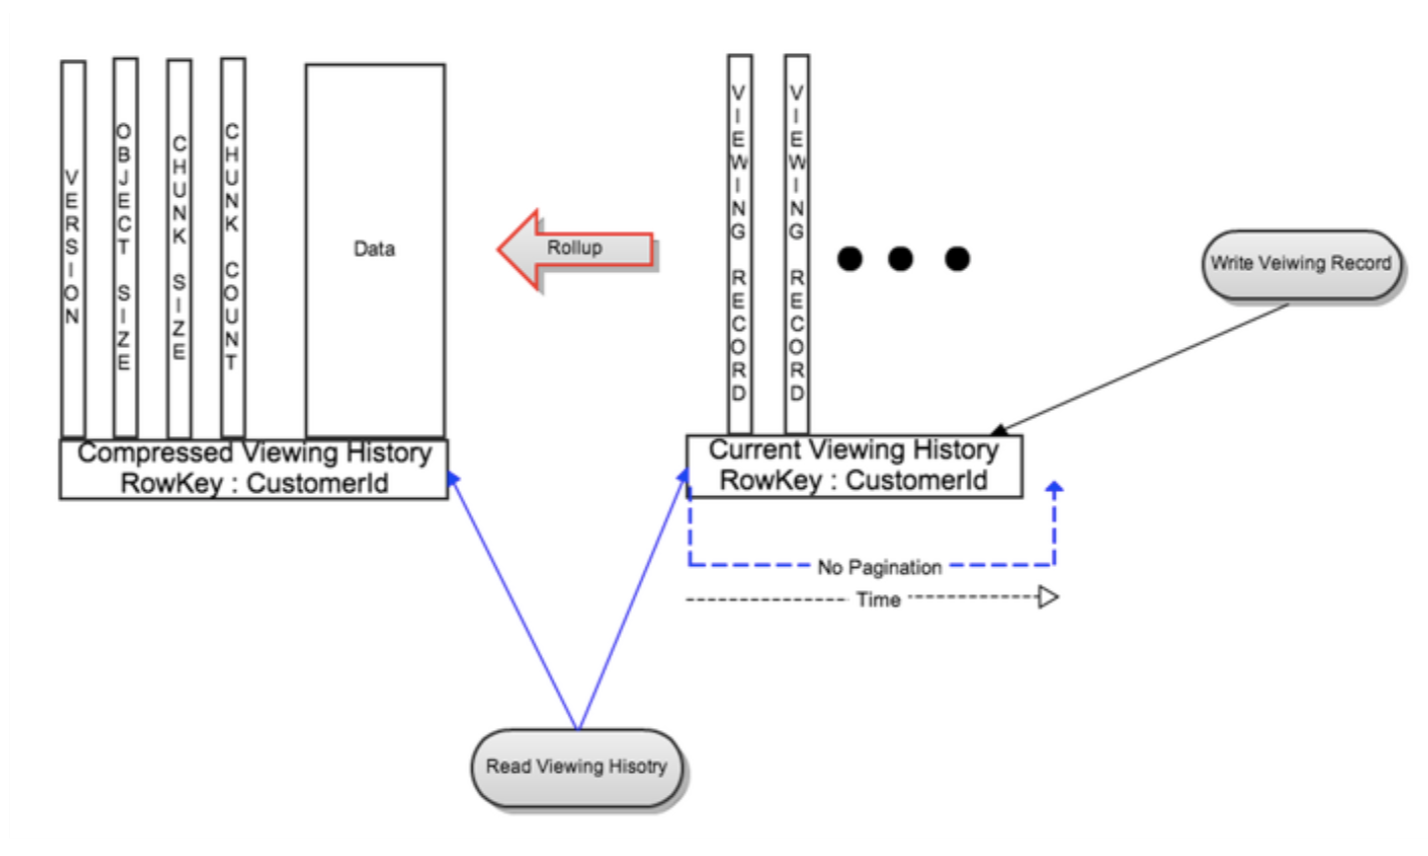 VERSION
OBJECT SIZE
CHUNK SIZE
CHUNK COUNT
Data
Compressed Viewing History
RowKey : CustomerId
Rollup
VIEWING RECORD
VIEWING RECORD
Current Viewing History
RowKey : CustomerId
Write Veiwing Record
No Pagination
Time
Read Viewing Hisotry